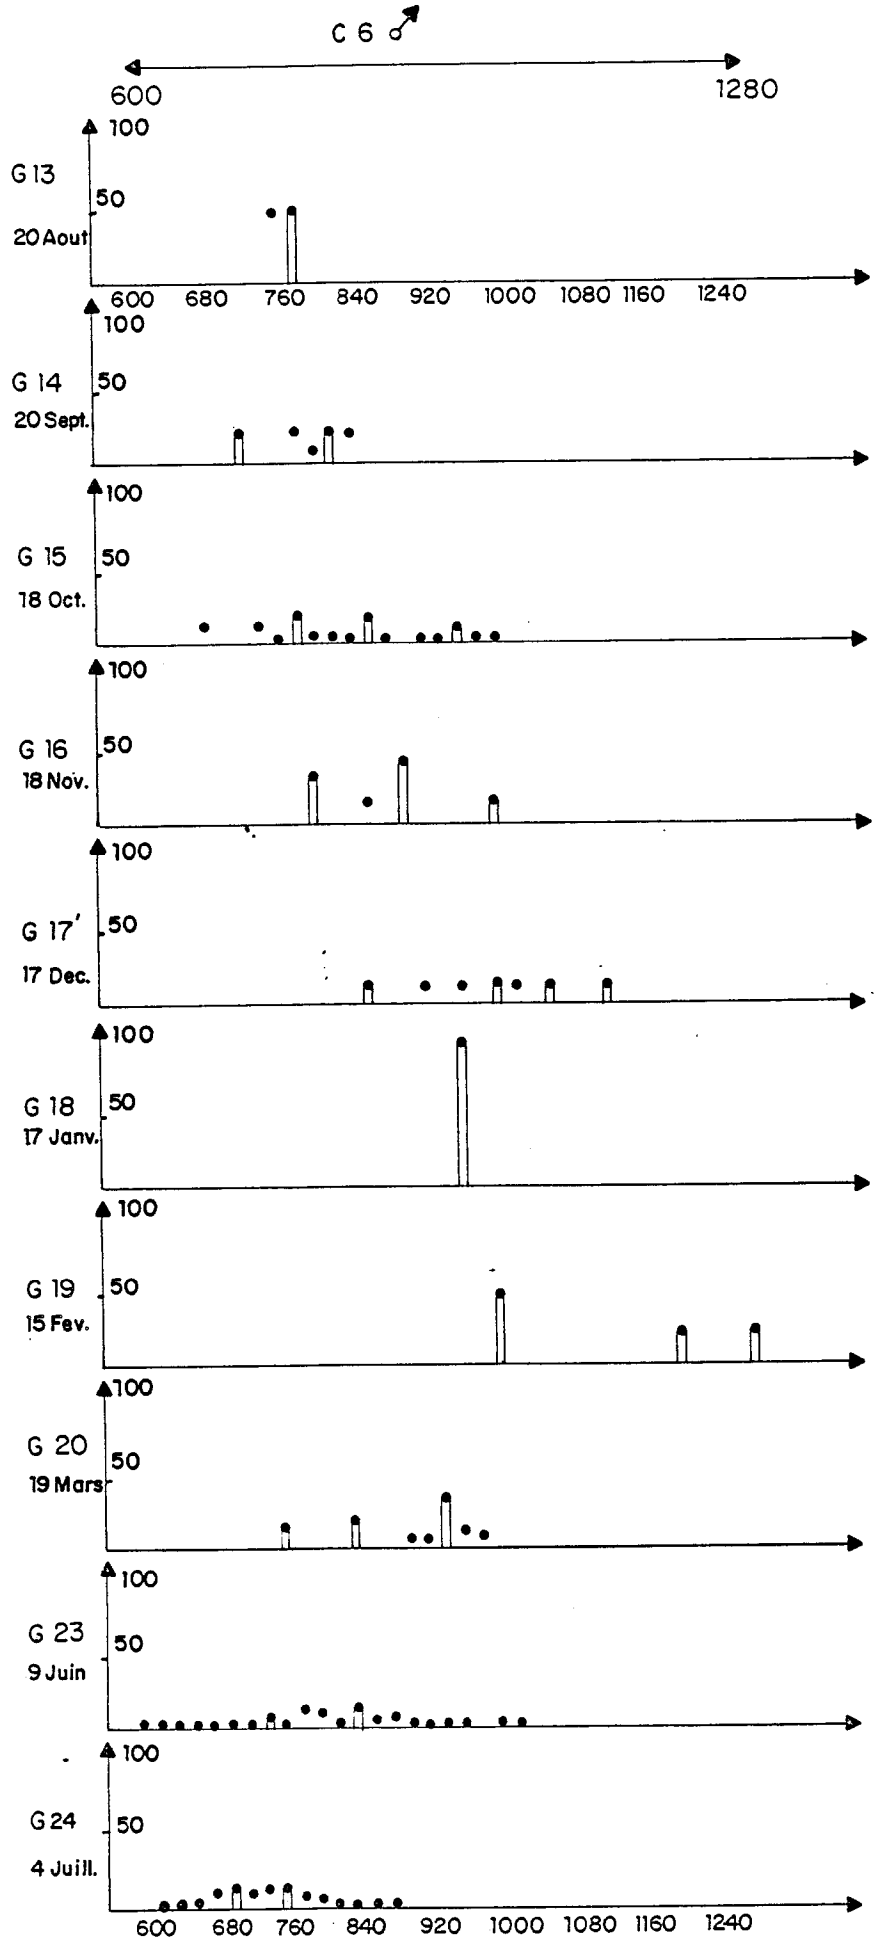 C 6 ♂
600 1280
100
G 13
50
20 Aout
600 680 760 840 920 1000 1080 1160 1240
100
G 14
50
20 Sept.
100
G 15
50
18 Oct.
100
G 16
50
18 Nov.
100
G 17'
50
17 Dec.
100
G 18
50
17 Janv.
100
G 19
50
15 Fev.
100
G 20
50
19 Mars
100
G 23
50
9 Juin
100
G 24
50
4 Juill.
600 680 760 840 920 1000 1080 1160 1240